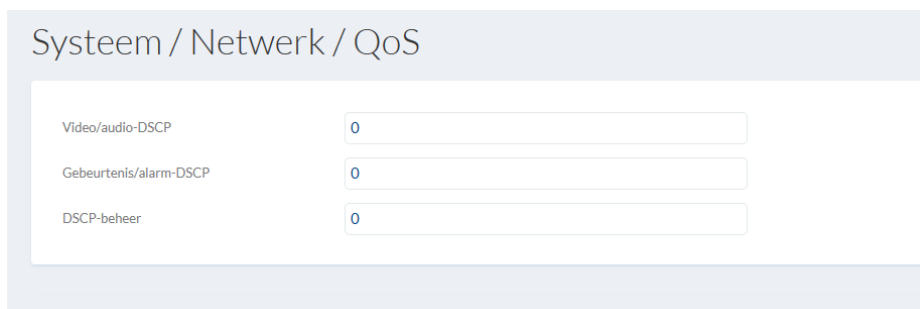 Systeem / Netwerk / QoS
Video/audio-DSCP 0
Gebeurtenis/alarm-DSCP 0
DSCP-beheer 0